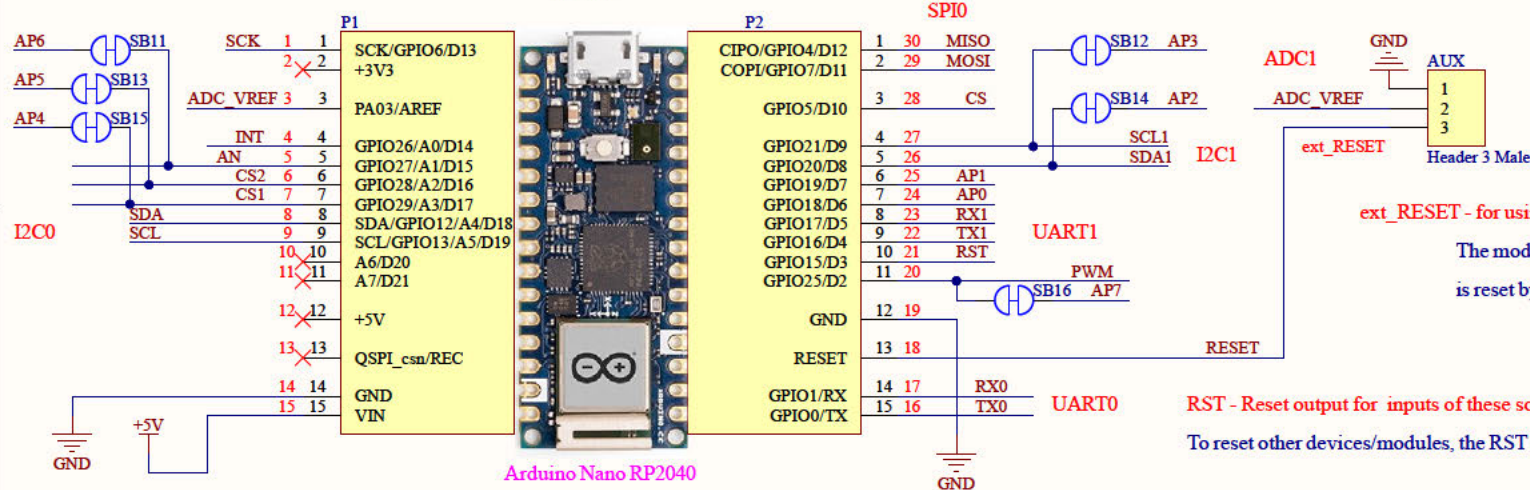 SPI0
P1
P2
AP6
SB11
SCK 1 1 SCK/GPIO6/D13
CIPO/GPIO4/D12 1 30 MISO
SB12 AP3
GND
2 2 +3V3
COPI/GPIO7/D11 2 29 MOSI
ADC1
AUX
AP5
SB13
ADC_VREF 3 3 PA03/AREF
GPIO5/D10 3 28 CS
SB14 AP2
ADC_VREF
1
2
3
AP4
SB15
INT 4 4 GPIO26/A0/D14
GPIO21/D9 4 27 SCL1
ext_RESET
Header 3 Male
AN 5 5 GPIO27/A1/D15
GPIO20/D8 5 26 SDA1
I2C1
CS2 6 6 GPIO28/A2/D16
GPIO19/D7 6 25 AP1
CS1 7 7 GPIO29/A3/D17
GPIO18/D6 7 24 AP0
I2C0
SDA 8 8 SDA/GPIO12/A4/D18
GPIO17/D5 8 23 RX1
ext_RESET - for usi
SCL 9 9 SCL/GPIO13/A5/D19
GPIO16/D4 9 22 TX1
UART1
10 10 A6/D20
GPIO15/D3 10 21 RST
The mod
11 11 A7/D21
GPIO25/D2 11 20 PWM
SB16 AP7
is reset b
12 12 +5V
GND 12 19
13 13 QSPI_csn/REC
RESET 13 18 RESET
14 14 GND
GPIO1/RX 14 17 RX0
15 15 VIN
GPIO0/TX 15 16 TX0
UART0
RST - Reset output for inputs of these so
+5V
To reset other devices/modules, the RST
GND
Arduino Nano RP2040
GND